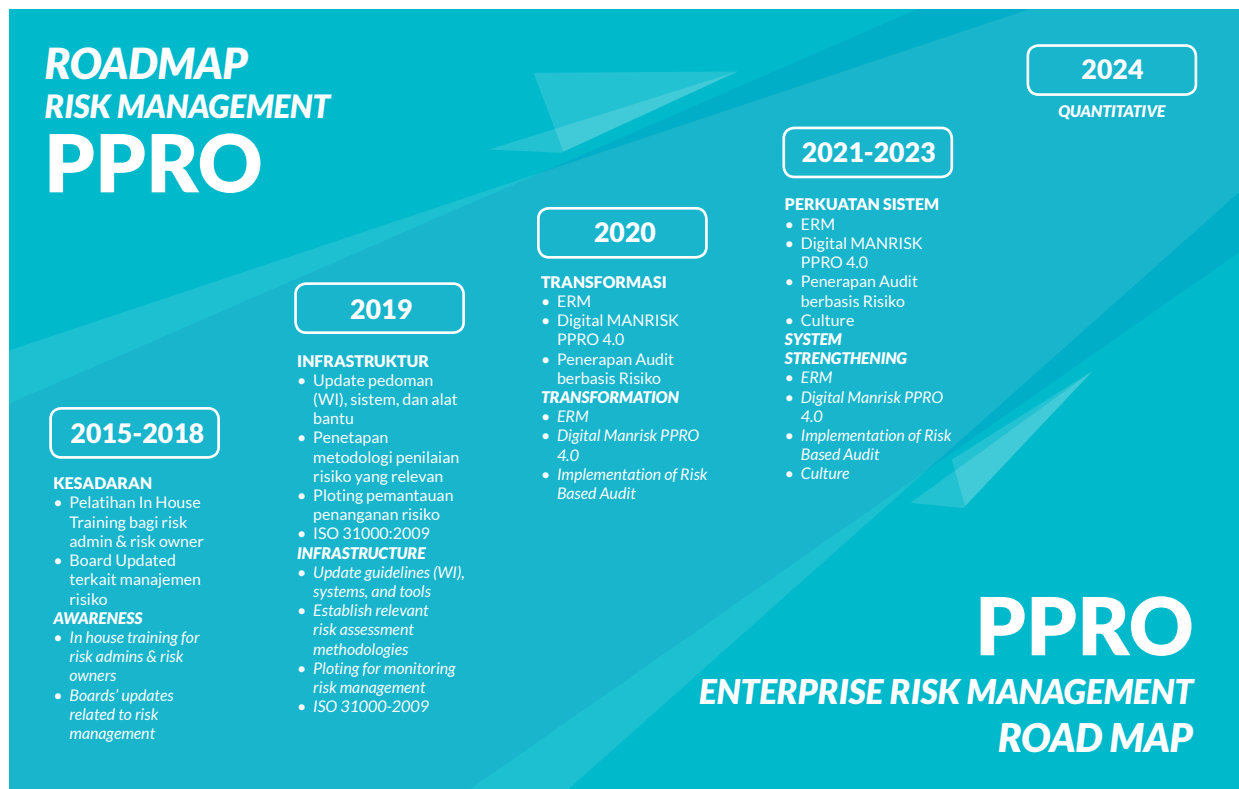 ROADMAP
RISK MANAGEMENT
PPRO
2015-2018
KESADARAN
• Pelatihan In House
Training bagi risk
admin & risk owner
• Board Updated
terkait manajemen
risiko
AWARENESS
• In house training for
risk admins & risk
owners
• Boards' updates
related to risk
management
2019
INFRASTRUKTUR
• Update pedoman
(WI), sistem, dan alat
bantu
• Penetapan
metodologi penilaian
risiko yang relevan
• Ploting pemantauan
penanganan risiko
• ISO 31000:2009
INFRASTRUCTURE
• Update guidelines (WI),
systems, and tools
• Establish relevant
risk assessment
methodologies
• Ploting for monitoring
risk management
• ISO 31000-2009
2020
TRANSFORMASI
• ERM
• Digital MANRISK
PPRO 4.0
• Penerapan Audit
berbasis Risiko
TRANSFORMATION
• ERM
• Digital Manrisk PPRO
4.0
• Implementation of Risk
Based Audit
2021-2023
PERKUATAN SISTEM
• ERM
• Digital MANRISK
PPRO 4.0
• Penerapan Audit
berbasis Risiko
• Culture
SYSTEM
STRENGTHENING
• ERM
• Digital Manrisk PPRO
4.0
• Implementation of Risk
Based Audit
• Culture
2024
QUANTITATIVE
PPRO
ENTERPRISE RISK MANAGEMENT
ROAD MAP